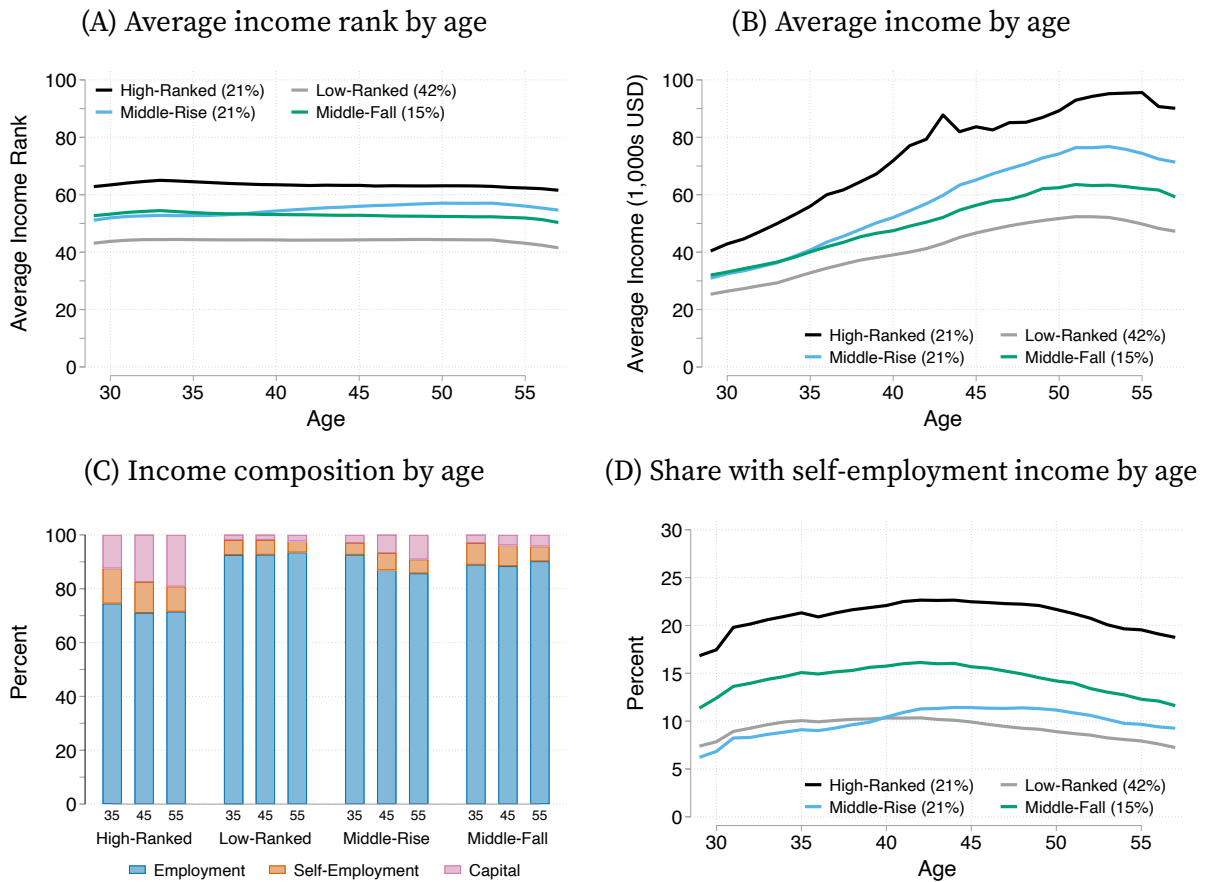 (A) Average income rank by age
Average Income Rank
100
80
60
40
20
0
High-Ranked (21%) Low-Ranked (42%)
Middle-Rise (21%) Middle-Fall (15%)
30 35 40 45 50 55
Age
(B) Average income by age
Average Income (1,000s USD)
100
80
60
40
20
0
High-Ranked (21%) Low-Ranked (42%)
Middle-Rise (21%) Middle-Fall (15%)
30 35 40 45 50 55
Age
(C) Income composition by age
Percent
100
80
60
40
20
0
35 45 55 35 45 55 35 45 55 35 45 55
High-Ranked Low-Ranked Middle-Rise Middle-Fall
Employment Self-Employment Capital
(D) Share with self-employment income by age
Percent
30
25
20
15
10
5
0
High-Ranked (21%) Low-Ranked (42%)
Middle-Rise (21%) Middle-Fall (15%)
30 35 40 45 50 55
Age